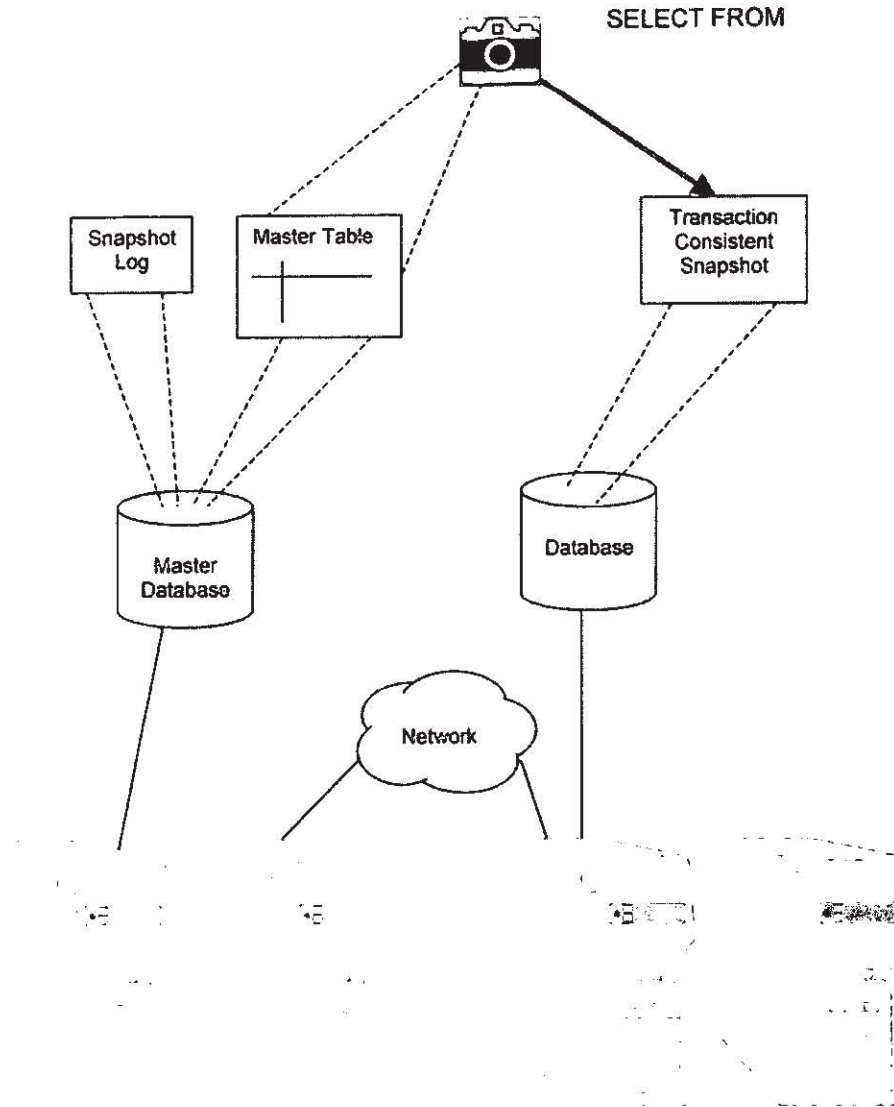 SELECT FROM
Snapshot
Log
Master Table
Transaction
Consistent
Snapshot
Master
Database
Database
Network